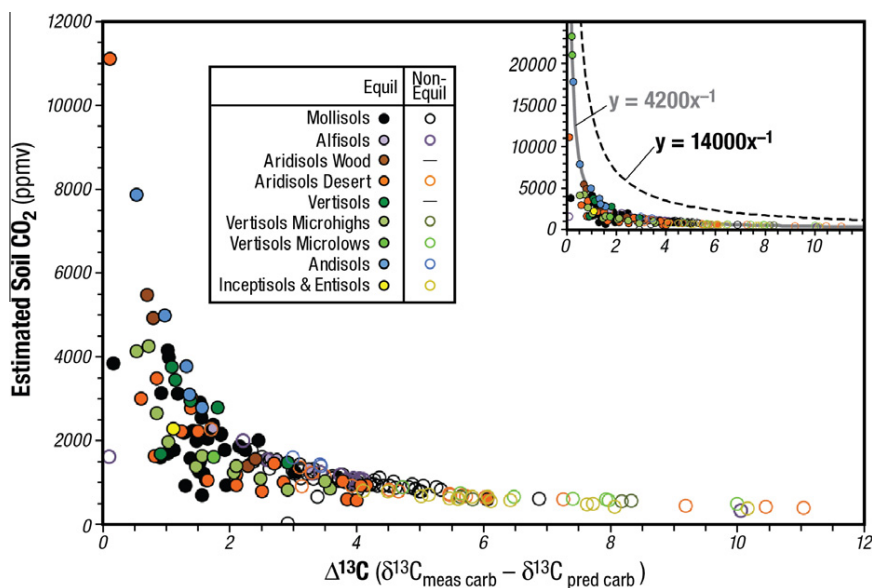 12000
10000
8000
6000
4000
2000
0
Estimated Soil CO2 (ppmv)
0 2 4 6 8 10 12
Δ13C (δ13Cmeas carb – δ13Cpred carb)
Equil Non-Equil
Mollisols
Alfisols
Aridisols Wood –
Aridisols Desert
Vertisols –
Vertisols Microhighs
Vertisols Microlows
Andisols
Inceptisols & Entisols
20000
15000
10000
5000
0
0 2 4 6 8 10
y = 4200x–1
y = 14000x–1